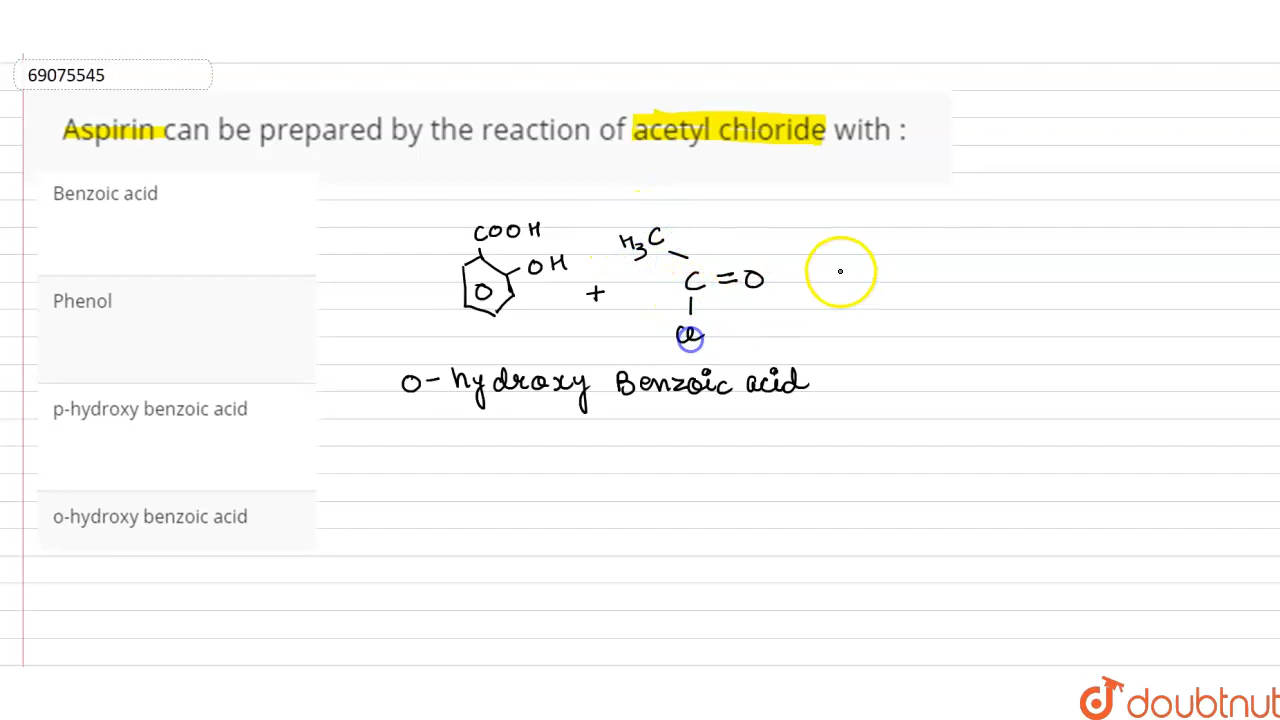 69075545
Aspirin can be prepared by the reaction of acetyl chloride with :
Benzoic acid
Phenol
p-hydroxy benzoic acid
o-hydroxy benzoic acid
COOH
OH
+
H3C
C=O
Cl
O-hydroxy Benzoic acid
doubtnut